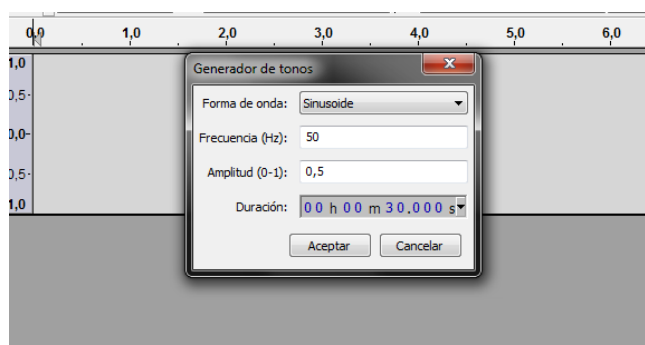 0,0 1,0 2,0 3,0 4,0 5,0 6,0
1,0
0,5-
0,0-
0,5-
1,0
Generador de tonos
Forma de onda: Sinusoide
Frecuencia (Hz): 50
Amplitud (0-1): 0,5
Duración: 00 h 00 m 30.000 s
Aceptar Cancelar